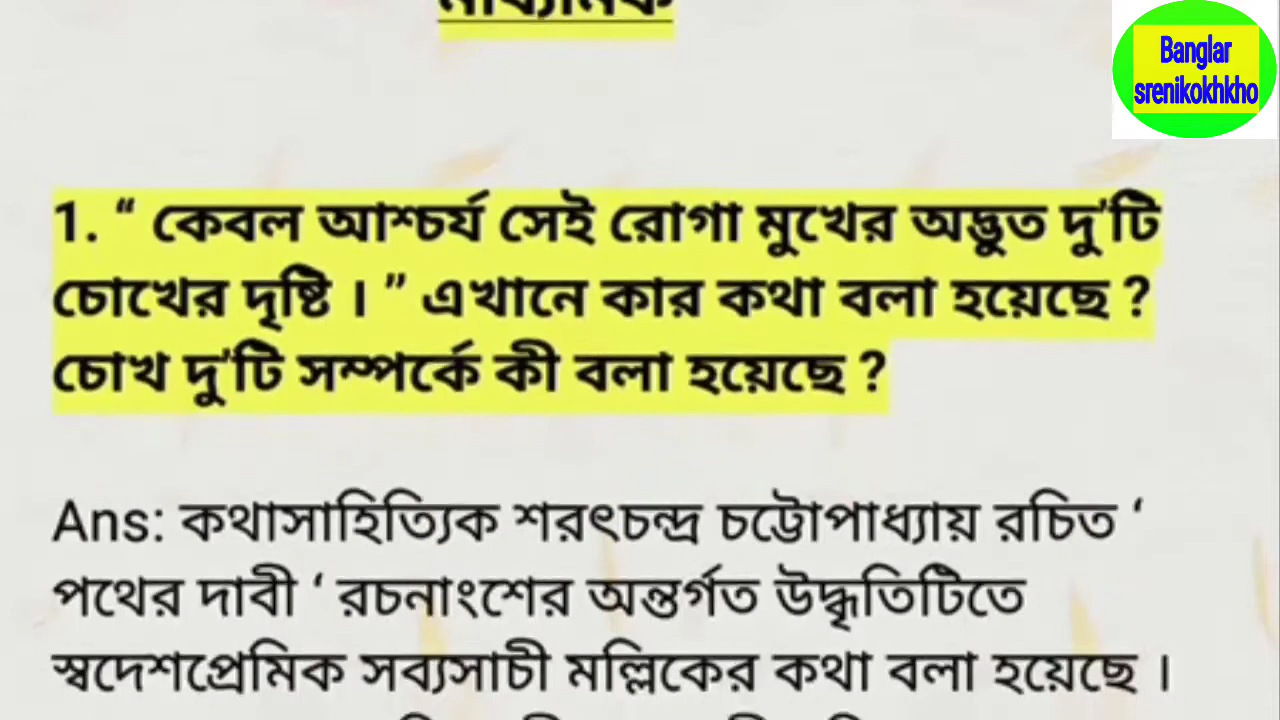 মাধ্যমিক
Banglar
srenikokhkho
1. “ কেবল আশ্চর্য সেই রোগা মুখের অদ্ভুত দু'টি
চোখের দৃষ্টি । ” এখানে কার কথা বলা হয়েছে ?
চোখ দু'টি সম্পর্কে কী বলা হয়েছে ?
Ans: কথাসাহিত্যিক শরৎচন্দ্র চট্টোপাধ্যায় রচিত ‘
পথের দাবী ‘ রচনাংশের অন্তর্গত উদ্ধৃতিটিতে
স্বদেশপ্রেমিক সব্যসাচী মল্লিকের কথা বলা হয়েছে ।